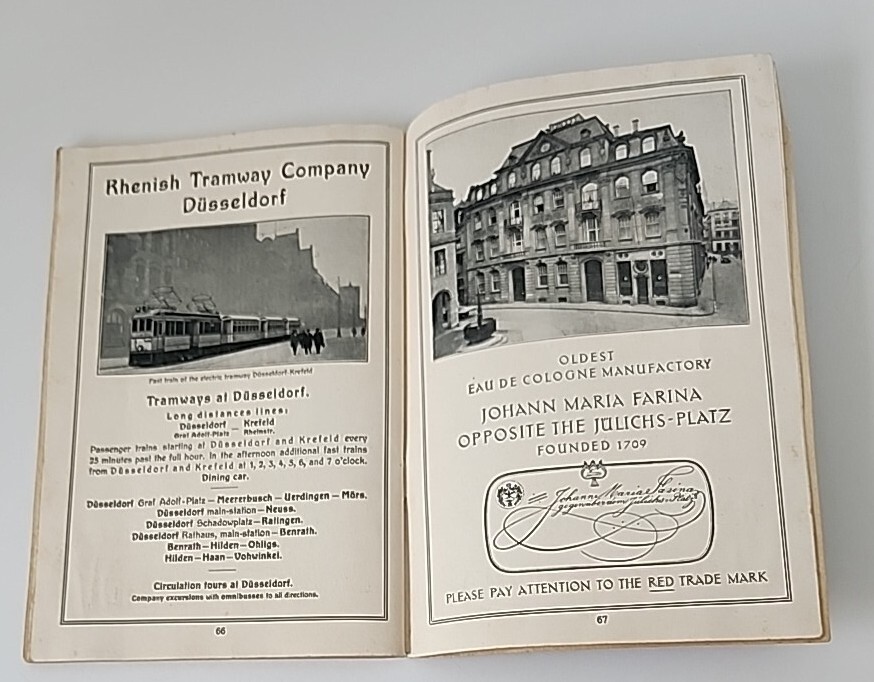 Rhenish Tramway Company
Düsseldorf
Fast train of the electric tramway Düsseldorf-Krefeld
Tramways at Düsseldorf.
Long distances lines:
Düsseldorf — Krefeld
Graf Adolf-Platz — Rheinstr.
Passenger trains starting at Düsseldorf and Krefeld every
25 minutes past the full hour. In the afternoon additional fast trains
from Düsseldorf and Krefeld at 1, 2, 3, 4, 5, 6, and 7 o'clock.
Dining car.
Düsseldorf Graf Adolf-Platz — Meererbusch — Uerdingen — Mörs.
Düsseldorf main-station — Neuss.
Düsseldorf Schadowplatz — Ratingen.
Düsseldorf Rathaus, main-station — Benrath.
Benrath — Hilden — Ohligs.
Hilden — Haan — Vohwinkel.
Circulation tours at Düsseldorf.
Company excursions with omnibusses to all directions.
66
OLDEST
EAU DE COLOGNE MANUFACTORY
JOHANN MARIA FARINA
OPPOSITE THE JÜLICHS-PLATZ
FOUNDED 1709
Johann Maria Farina
gegenüber dem Jülichs-Platz
PLEASE PAY ATTENTION TO THE RED TRADE MARK
67